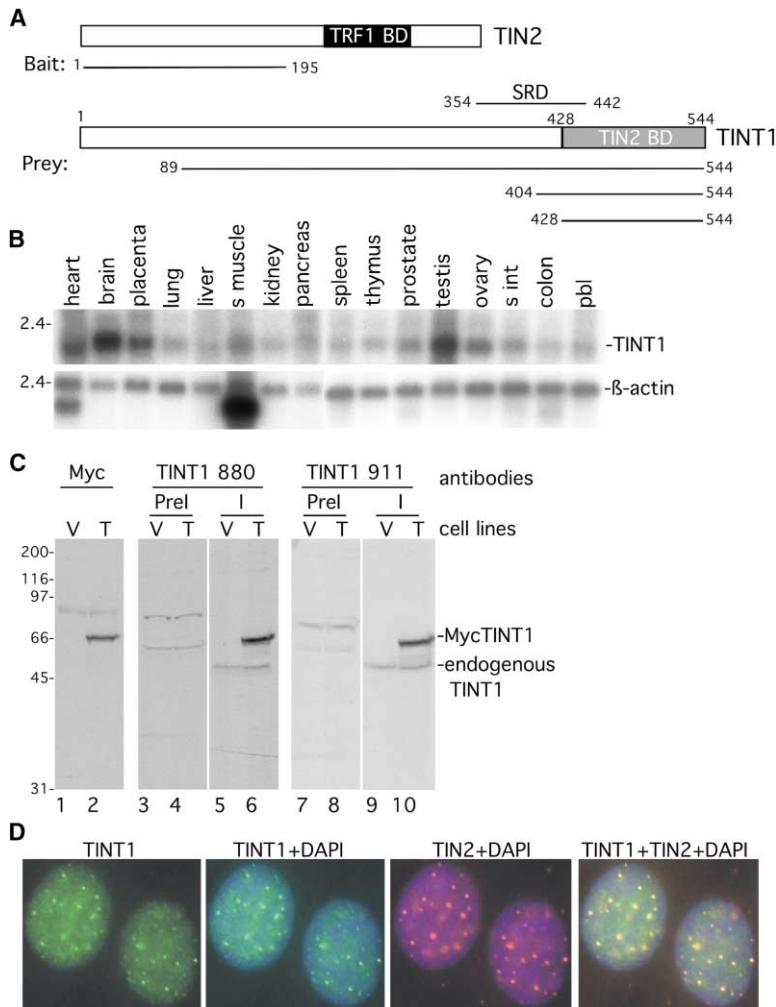 A
TRF1 BD TIN2
Bait: 1 195
SRD
354 442
1 428 544
TIN2 BD TINT1
Prey: 89 544
404 544
428 544
B
heart brain placenta lung liver s muscle kidney pancreas spleen thymus prostate testis ovary s int colon pbl
2.4-
-TINT1
2.4-
-ß-actin
C
Myc TINT1 880 TINT1 911 antibodies
PreI I PreI I
V T V T V T V T V T cell lines
200-
116-
97-
66-
-MycTINT1
-endogenous
TINT1
45-
31-
1 2 3 4 5 6 7 8 9 10
D
TINT1 TINT1+DAPI TIN2+DAPI TINT1+TIN2+DAPI